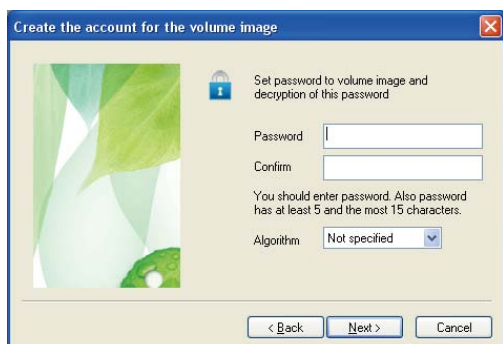 Create the account for the volume image
Set password to volume image and
decryption of this password
Password
Confirm
You should enter password. Also password
has at least 5 and the most 15 characters.
Algorithm
Not specified
< Back
Next >
Cancel